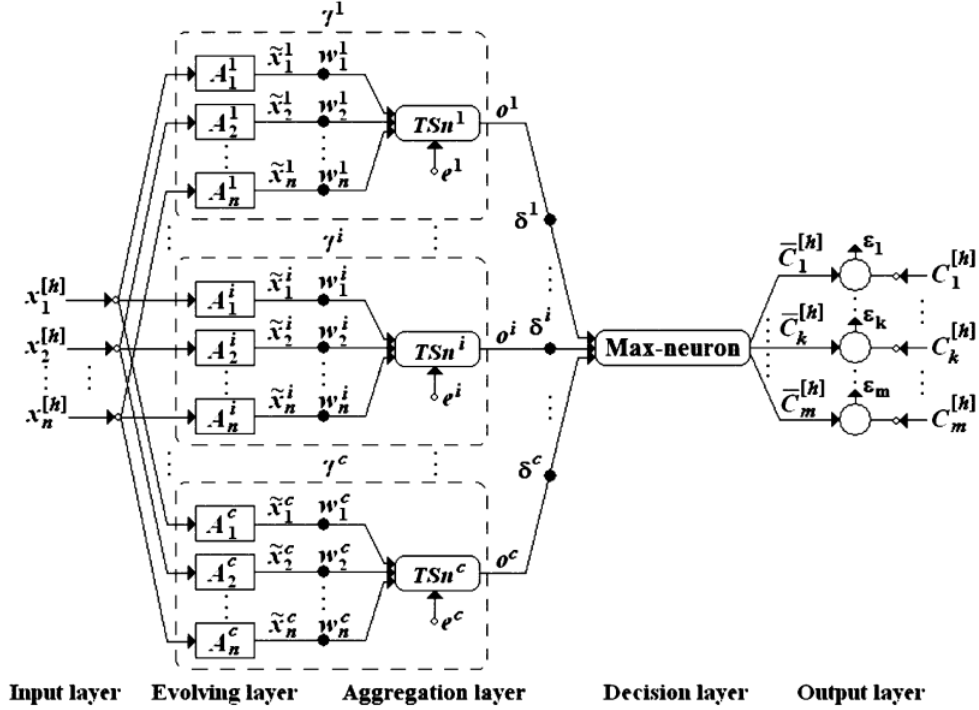 γ¹
A₁¹ x̃₁¹ w₁¹
A₂¹ x̃₂¹ w₂¹ TSn¹ o¹
Aₙ¹ x̃ₙ¹ wₙ¹ e¹
δ¹
γⁱ
x₁^[h] A₁ⁱ x̃₁ⁱ w₁ⁱ
x₂^[h] A₂ⁱ x̃₂ⁱ w₂ⁱ TSnⁱ oⁱ δⁱ Max-neuron
xₙ^[h] Aₙⁱ x̃ₙⁱ wₙⁱ eⁱ
C̅₁^[h] ε₁ C₁^[h]
C̅ₖ^[h] εₖ Cₖ^[h]
C̅ₘ^[h] εₘ Cₘ^[h]
γᶜ
δᶜ
A₁ᶜ x̃₁ᶜ w₁ᶜ
A₂ᶜ x̃₂ᶜ w₂ᶜ TSnᶜ oᶜ
Aₙᶜ x̃ₙᶜ wₙᶜ eᶜ
Input layer Evolving layer Aggregation layer Decision layer Output layer